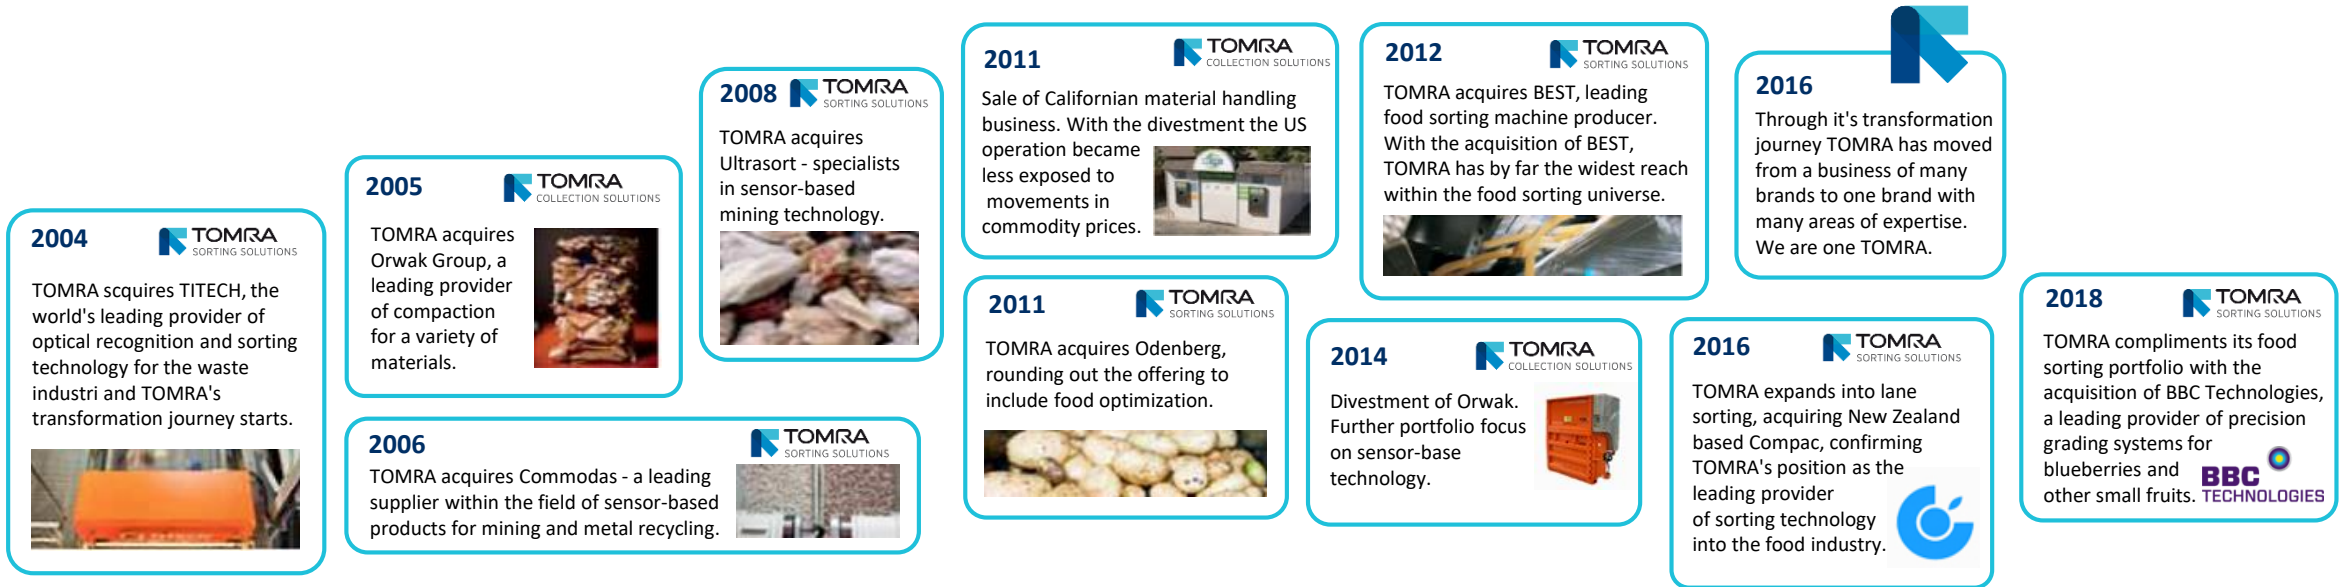 2004
TOMRA
SORTING SOLUTIONS
TOMRA scquires TITECH, the
world's leading provider of
optical recognition and sorting
technology for the waste
industri and TOMRA's
transformation journey starts.
2005
TOMRA
COLLECTION SOLUTIONS
TOMRA acquires
Orwak Group, a
leading provider
of compaction
for a variety of
materials.
2006
TOMRA
SORTING SOLUTIONS
TOMRA acquires Commodas - a leading
supplier within the field of sensor-based
products for mining and metal recycling.
2008
TOMRA
SORTING SOLUTIONS
TOMRA acquires
Ultrasort - specialists
in sensor-based
mining technology.
2011
TOMRA
COLLECTION SOLUTIONS
Sale of Californian material handling
business. With the divestment the US
operation became
less exposed to
movements in
commodity prices.
2011
TOMRA
SORTING SOLUTIONS
TOMRA acquires Odenberg,
rounding out the offering to
include food optimization.
2012
TOMRA
SORTING SOLUTIONS
TOMRA acquires BEST, leading
food sorting machine producer.
With the acquisition of BEST,
TOMRA has by far the widest reach
within the food sorting universe.
2014
TOMRA
COLLECTION SOLUTIONS
Divestment of Orwak.
Further portfolio focus
on sensor-base
technology.
2016
Through it's transformation
journey TOMRA has moved
from a business of many
brands to one brand with
many areas of expertise.
We are one TOMRA.
2016
TOMRA
SORTING SOLUTIONS
TOMRA expands into lane
sorting, acquiring New Zealand
based Compac, confirming
TOMRA's position as the
leading provider
of sorting technology
into the food industry.
2018
TOMRA
SORTING SOLUTIONS
TOMRA compliments its food
sorting portfolio with the
acquisition of BBC Technologies,
a leading provider of precision
grading systems for
blueberries and
other small fruits.
BBC
TECHNOLOGIES